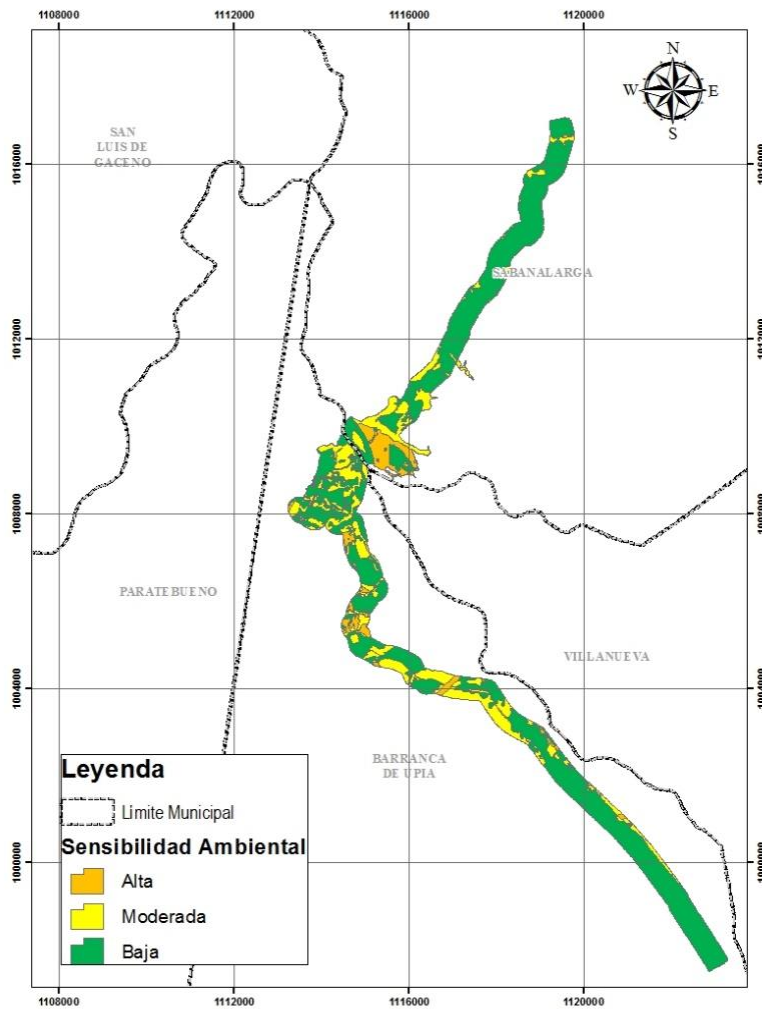 1108000 1112000 1116000 1120000
N
W E
S
SAN
LUIS DE
GACENO
1016000 1016000
SABANALARGA
1012000 1012000
1008000 1008000
PARATEBUENO
VILLANUEVA
1004000 1004000
BARRANCA
DE UPIA
Leyenda
Limite Municipal
Sensibilidad Ambiental
1000000 1000000
Alta
Moderada
Baja
1108000 1112000 1116000 1120000